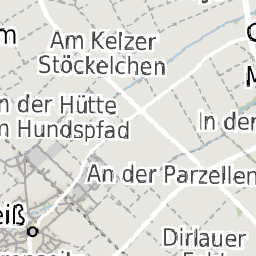 Am Kelzer
Stöckelchen
n der Hütte
In der
Hundspfad
An der Parzellen
eiß
Dirlauer